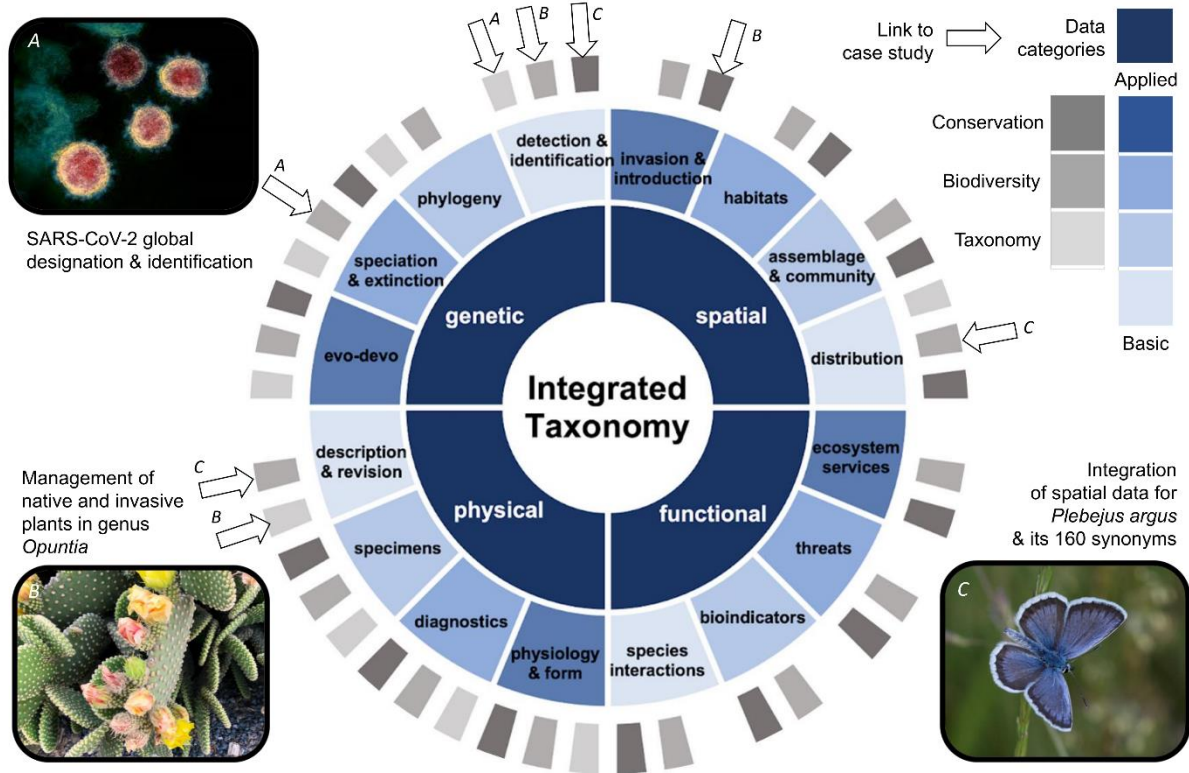 A
SARS-CoV-2 global
designation & identification
A
A
B
C
B
Link to
case study
Data
categories
Applied
Conservation
Biodiversity
Taxonomy
Basic
detection &
identification
invasion &
introduction
phylogeny
habitats
speciation
& extinction
assemblage
& community
genetic
spatial
evo-devo
distribution
C
Integrated
Taxonomy
description
& revision
ecosystem
services
physical
functional
specimens
threats
diagnostics
bioindicators
physiology
& form
species
interactions
Management of
native and invasive
plants in genus
Opuntia
C
B
B
Integration
of spatial data for
Plebejus argus
& its 160 synonyms
C